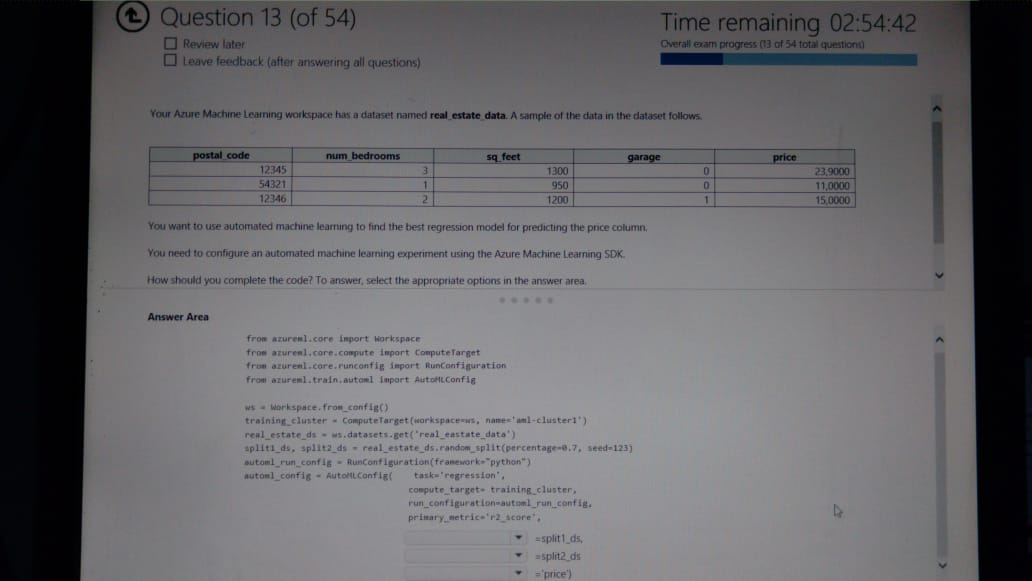 Question 13 (of 54)
Time remaining 02:54:42
Review later
Overall exam progress (13 of 54 total questions)
Leave feedback (after answering all questions)
Your Azure Machine Learning workspace has a dataset named real_estate_data. A sample of the data in the dataset follows.
postal_code num_bedrooms sq_feet garage price
12345 3 1300 0 23,9000
54321 1 950 0 11,0000
12346 2 1200 1 15,0000
You want to use automated machine learning to find the best regression model for predicting the price column.
You need to configure an automated machine learning experiment using the Azure Machine Learning SDK.
How should you complete the code? To answer, select the appropriate options in the answer area.
Answer Area
from azureml.core import Workspace
from azureml.core.compute import ComputeTarget
from azureml.core.runconfig import RunConfiguration
from azureml.train.automl import AutoMLConfig
ws = Workspace.from_config()
training_cluster = ComputeTarget(workspace=ws, name='aml-cluster1')
real_estate_ds = ws.datasets.get('real_eastate_data')
split1_ds, split2_ds = real_estate_ds.random_split(percentage=0.7, seed=123)
automl_run_config = RunConfiguration(framework="python")
automl_config = AutoMLConfig( task='regression',
compute_target= training_cluster,
run_configuration=automl_run_config,
primary_metric='r2_score',
=split1_ds,
=split2_ds
='price')